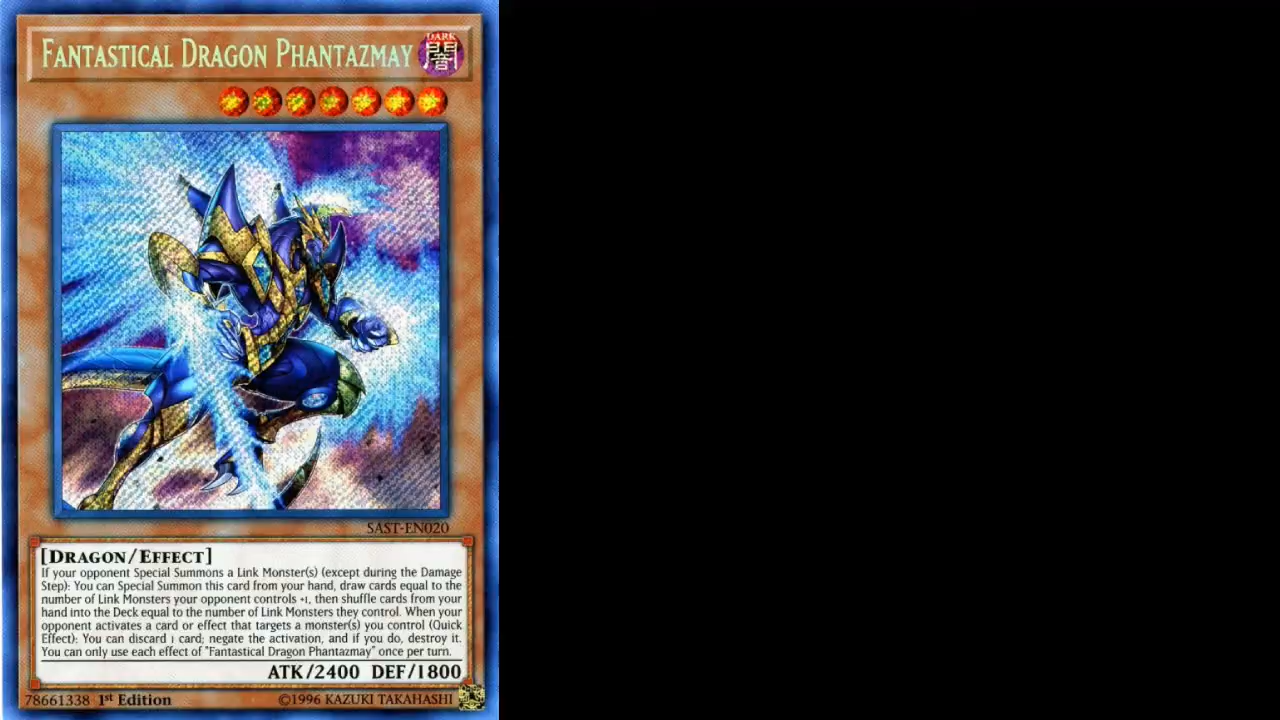 FANTASTICAL DRAGON PHANTAZMAY
DARK
闇
SAST-EN020
[DRAGON/EFFECT]
If your opponent Special Summons a Link Monster(s) (except during the Damage
Step): You can Special Summon this card from your hand, draw cards equal to the
number of Link Monsters your opponent controls +1, then shuffle cards from your
hand into the Deck equal to the number of Link Monsters they control. When your
opponent activates a card or effect that targets a monster(s) you control (Quick
Effect): You can discard 1 card; negate the activation, and if you do, destroy it.
You can only use each effect of "Fantastical Dragon Phantazmay" once per turn.
ATK/2400 DEF/1800
78661338 1st Edition ©1996 KAZUKI TAKAHASHI